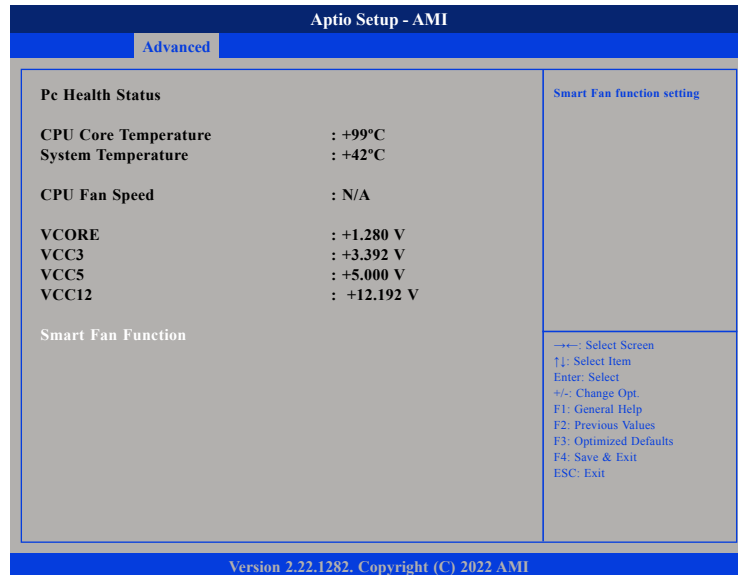 Aptio Setup - AMI
Advanced
Pc Health Status
CPU Core Temperature : +99ºC
System Temperature : +42ºC
CPU Fan Speed : N/A
VCORE : +1.280 V
VCC3 : +3.392 V
VCC5 : +5.000 V
VCC12 : +12.192 V
Smart Fan Function
Smart Fan function setting
→←: Select Screen
↑↓: Select Item
Enter: Select
+/-: Change Opt.
F1: General Help
F2: Previous Values
F3: Optimized Defaults
F4: Save & Exit
ESC: Exit
Version 2.22.1282. Copyright (C) 2022 AMI